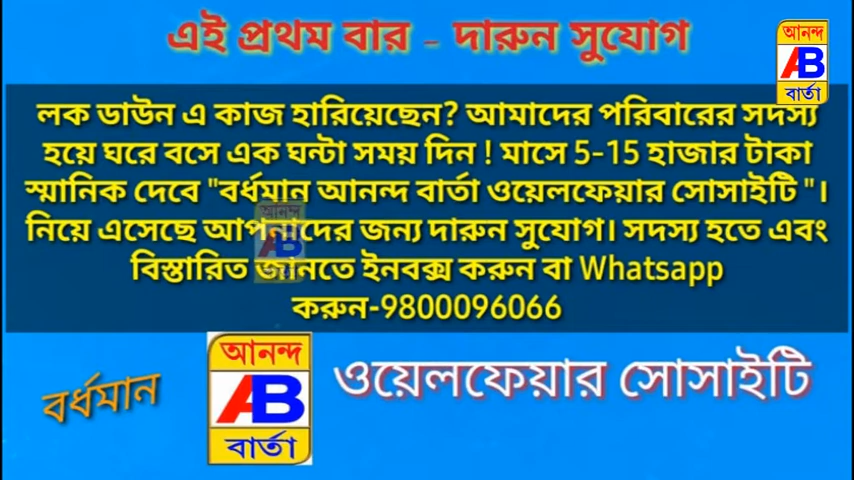 এই প্রথম বার - দারুন সুযোগ
আনন্দ
AB
বার্তা
লক ডাউন এ কাজ হারিয়েছেন? আমাদের পরিবারের সদস্য
হয়ে ঘরে বসে এক ঘন্টা সময় দিন ! মাসে 5-15 হাজার টাকা
স্মানিক দেবে "বর্ধমান আনন্দ বার্তা ওয়েলফেয়ার সোসাইটি "।
নিয়ে এসেছে আপনাদের জন্য দারুন সুযোগ। সদস্য হতে এবং
বিস্তারিত জানতে ইনবক্স করুন বা Whatsapp
করুন-9800096066
আনন্দ
AB
বার্তা
বর্ধমান
আনন্দ
AB
বার্তা
ওয়েলফেয়ার সোসাইটি